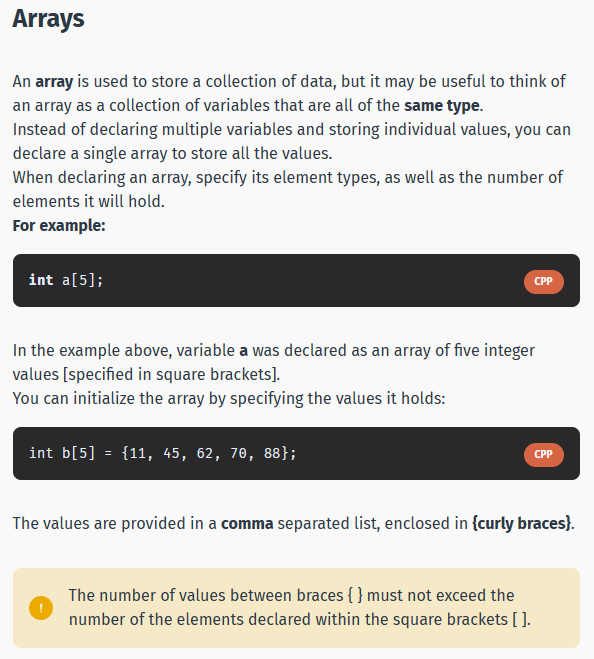 Arrays
An array is used to store a collection of data, but it may be useful to think of
an array as a collection of variables that are all of the same type.
Instead of declaring multiple variables and storing individual values, you can
declare a single array to store all the values.
When declaring an array, specify its element types, as well as the number of
elements it will hold.
For example:
int a[5];
CPP
In the example above, variable a was declared as an array of five integer
values [specified in square brackets].
You can initialize the array by specifying the values it holds:
int b[5] = {11, 45, 62, 70, 88};
CPP
The values are provided in a comma separated list, enclosed in {curly braces}.
!
The number of values between braces { } must not exceed the
number of the elements declared within the square brackets [ ].